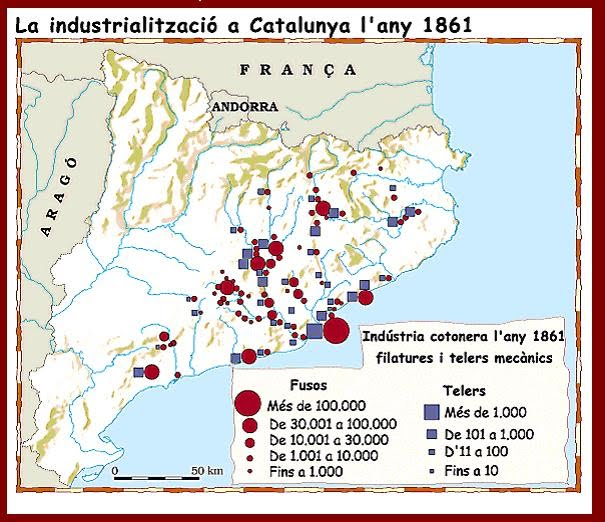 La industrialització a Catalunya l'any 1861
FRANÇA
ANDORRA
ARAGÓ
Indústria cotonera l'any 1861
filatures i telers mecànics
Fusos
Més de 100.000
De 30.001 a 100.000
De 10,001 a 30.000
De 1.001 a 10.000
Fins a 1.000
Telers
Més de 1.000
De 101 a 1,000
D'11 a 100
Fins a 10
0 50 km